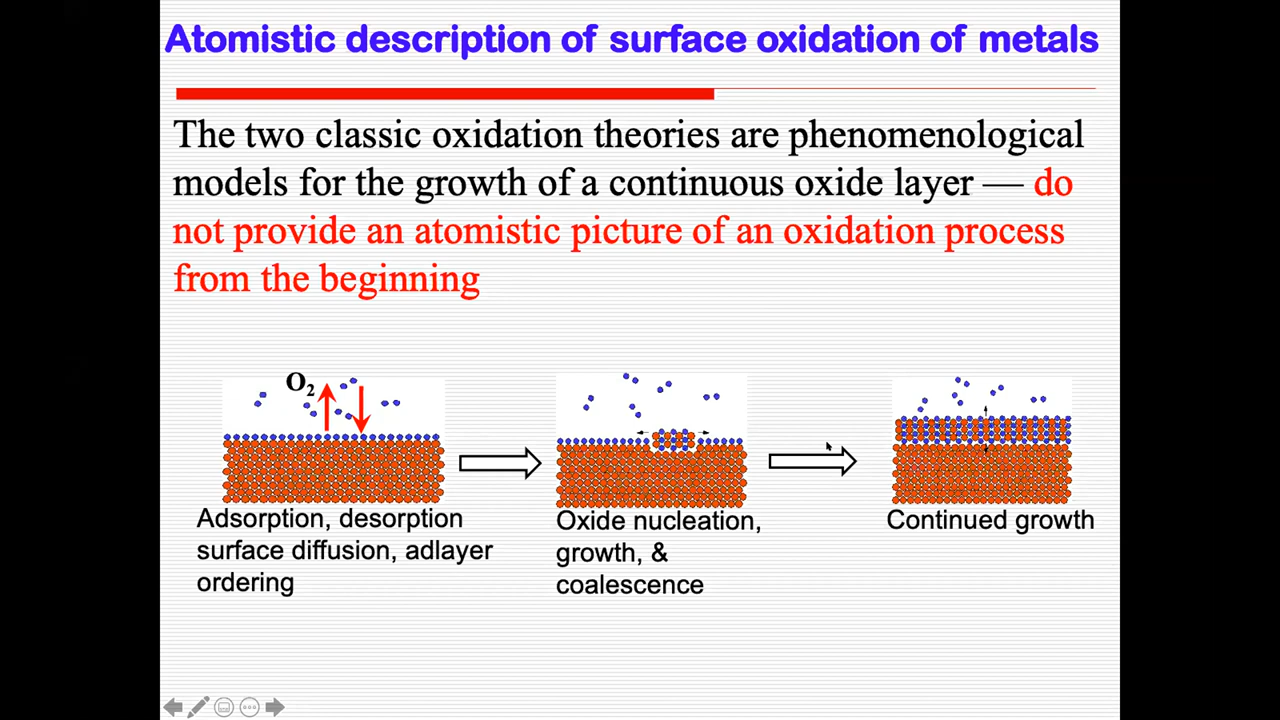 Atomistic description of surface oxidation of metals
The two classic oxidation theories are phenomenological
models for the growth of a continuous oxide layer — do
not provide an atomistic picture of an oxidation process
from the beginning
O₂
Adsorption, desorption
surface diffusion, adlayer
ordering
Oxide nucleation,
growth, &
coalescence
Continued growth